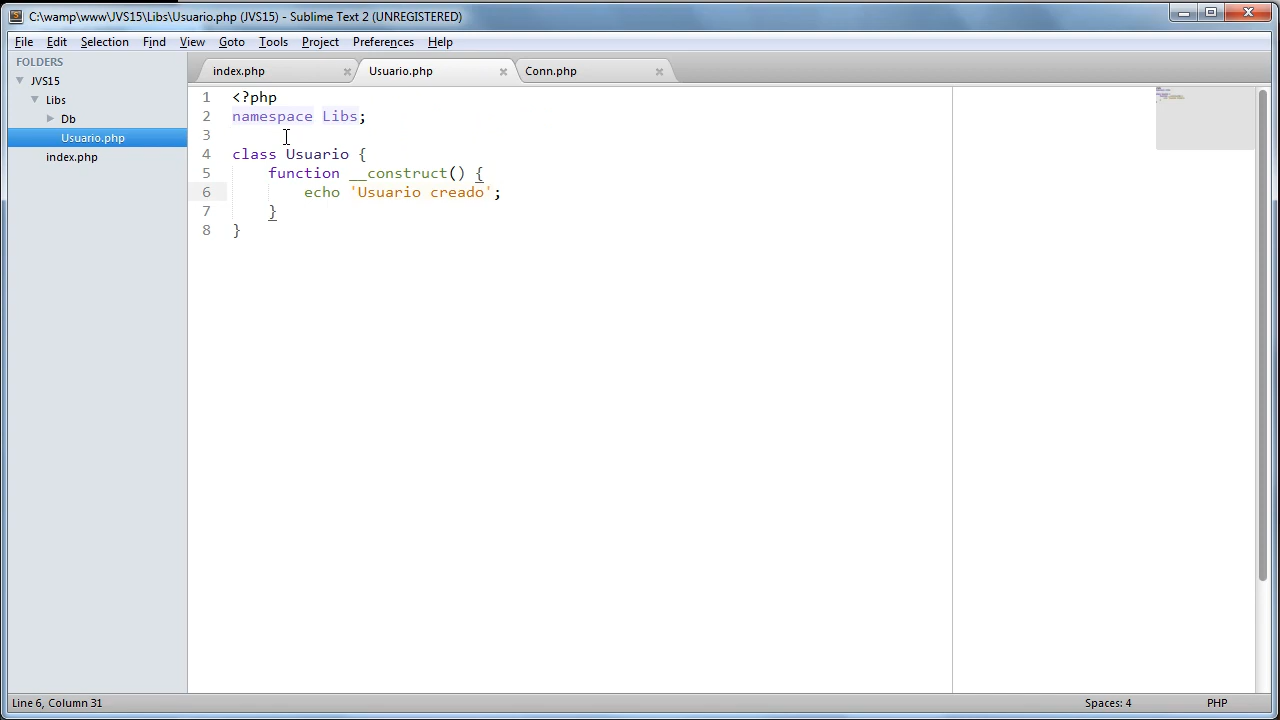 C:\wamp\www\JVS15\Libs\Usuario.php (JVS15) - Sublime Text 2 (UNREGISTERED)
File Edit Selection Find View Goto Tools Project Preferences Help
FOLDERS
JVS15
Libs
Db
Usuario.php
index.php
index.php Usuario.php Conn.php
1 <?php
2 namespace Libs;
3
4 class Usuario {
5 function __construct() {
6 echo 'Usuario creado';
7 }
8 }
Line 6, Column 31 Spaces: 4 PHP